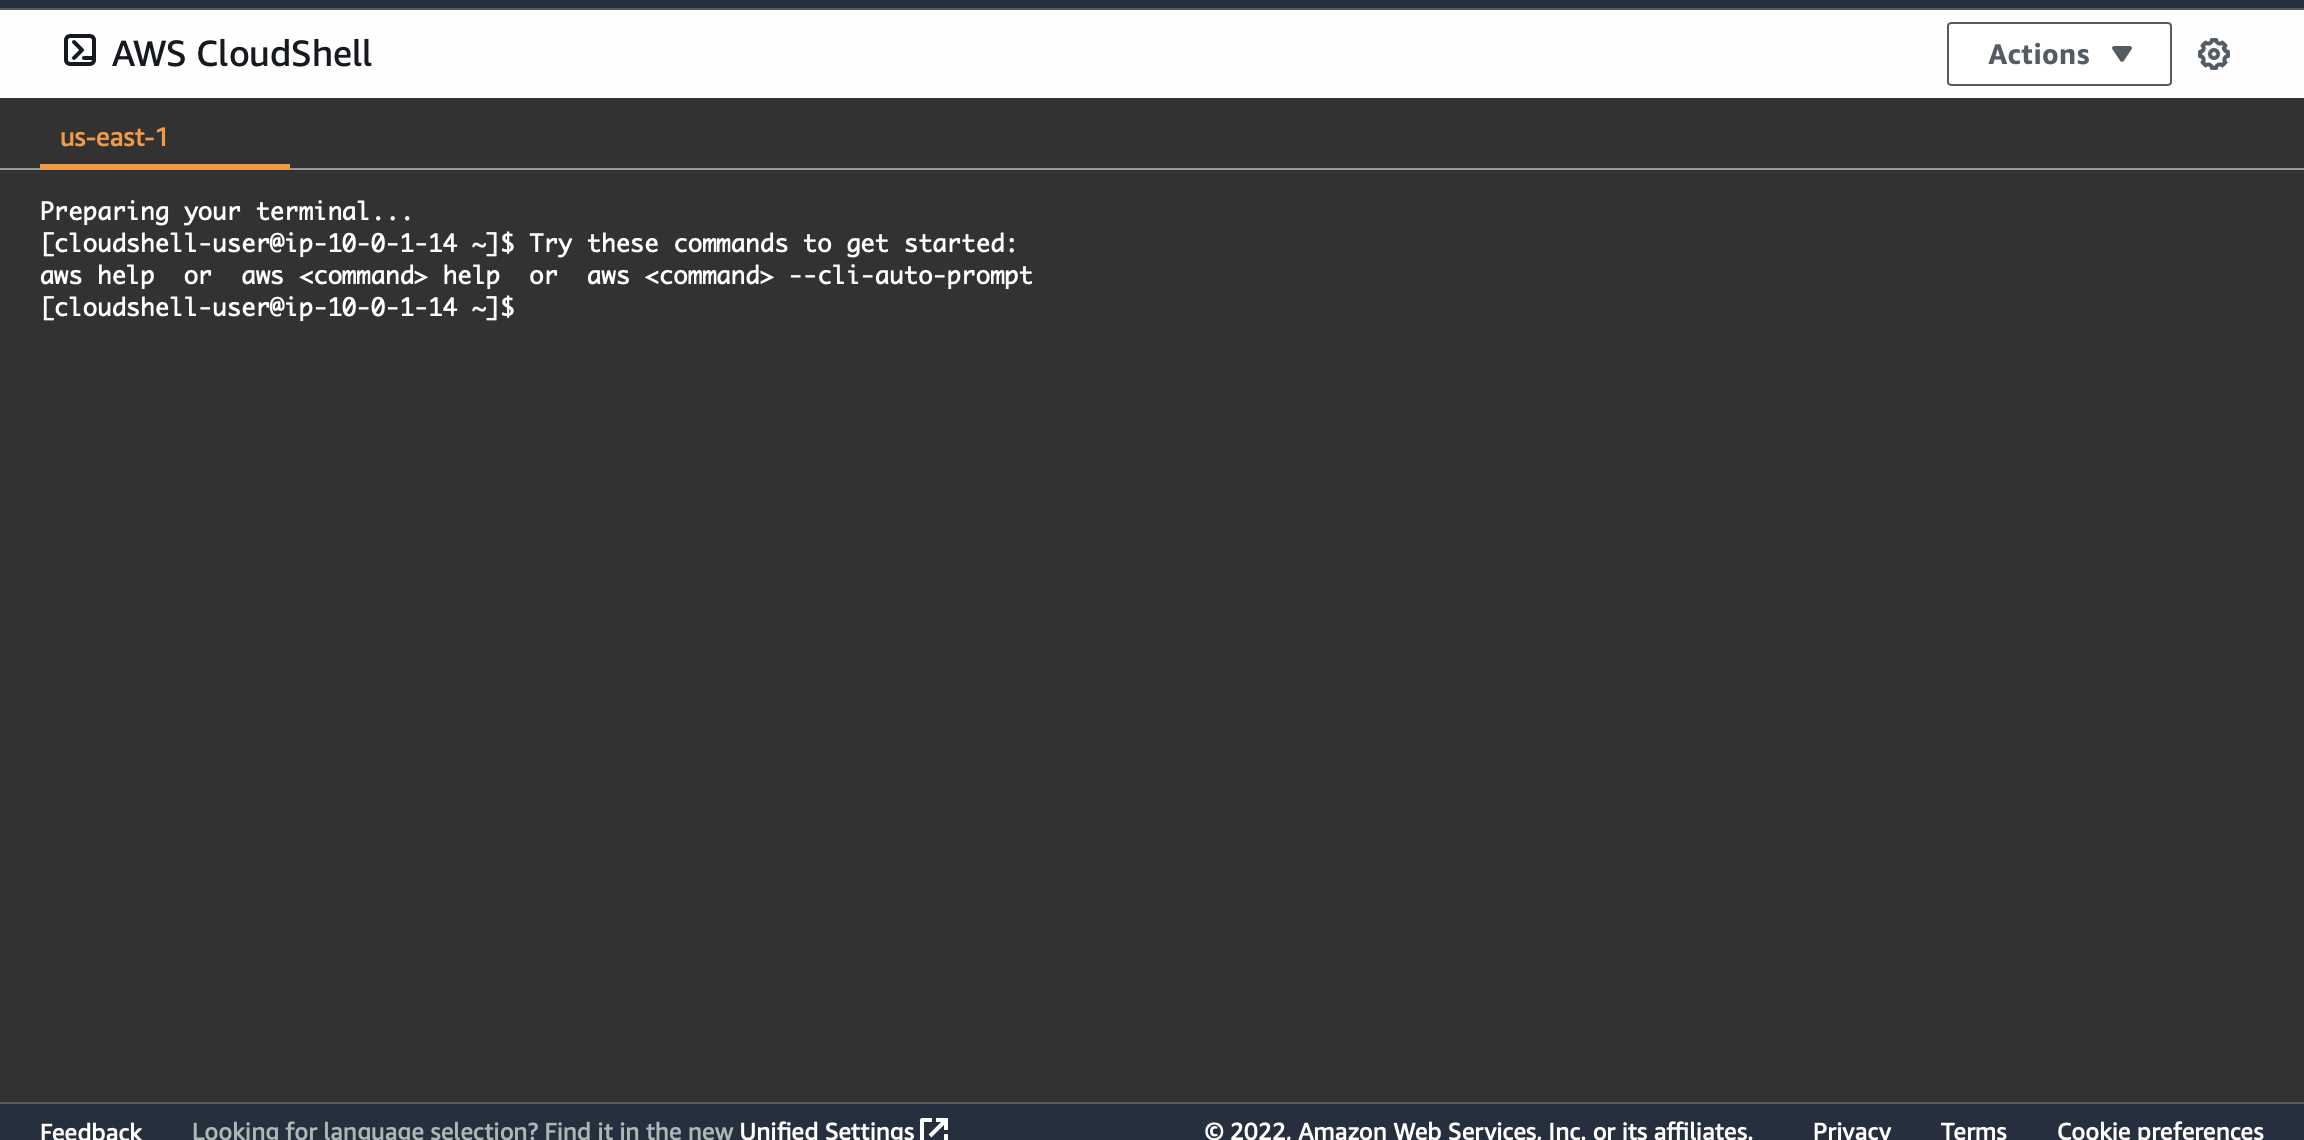 AWS CloudShell
Actions
us-east-1
Preparing your terminal...
[cloudshell-user@ip-10-0-1-14 ~]$ Try these commands to get started:
aws help  or  aws <command> help  or  aws <command> --cli-auto-prompt
[cloudshell-user@ip-10-0-1-14 ~]$
Feedback Looking for language selection? Find it in the new Unified Settings © 2022, Amazon Web Services, Inc. or its affiliates. Privacy Terms Cookie preferences